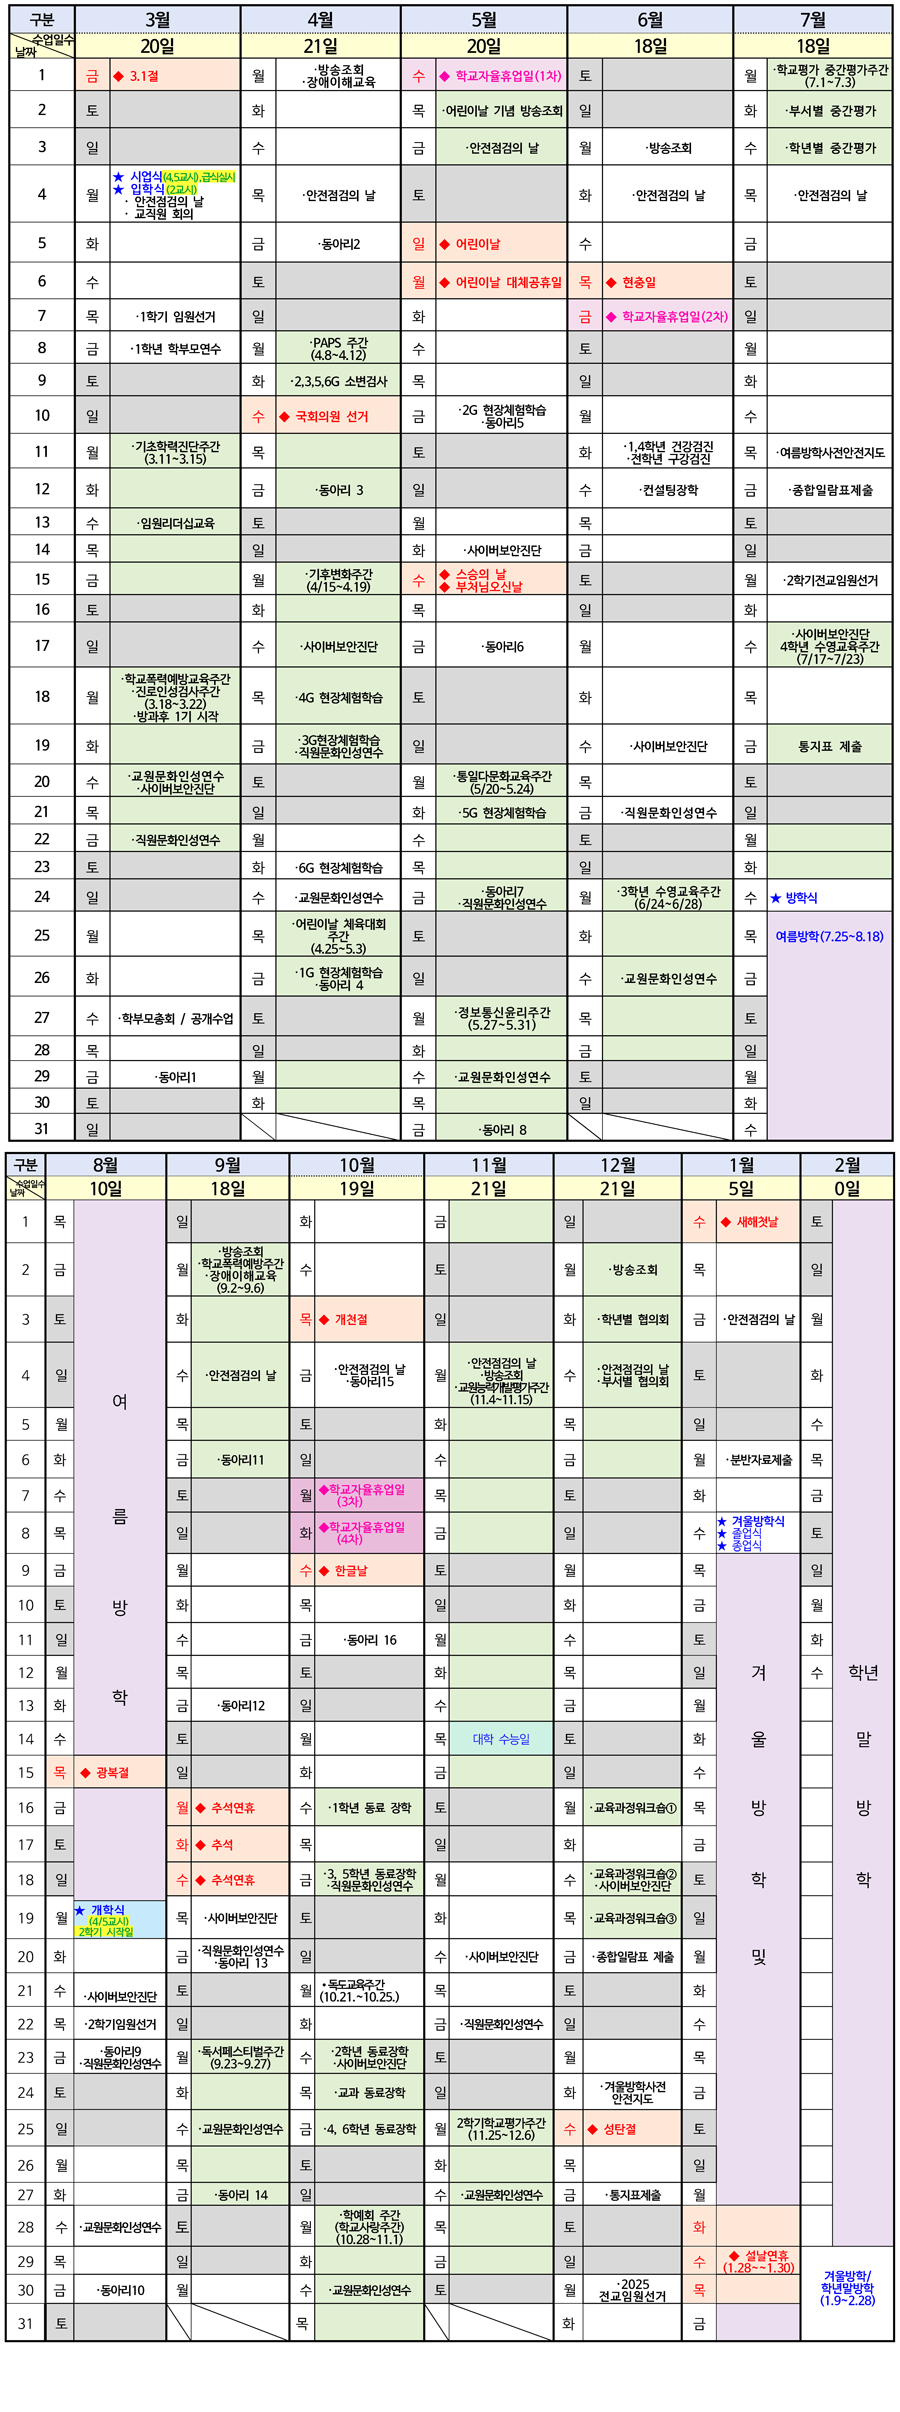 구분 3월 4월 5월 6월 7월
수업일수
날짜 20일 21일 20일 18일 18일
1 금 ◆ 3.1절 월 ·방송조회 ·장애이해교육 수 ◆ 학교자율휴업일(1차) 토 월 ·학교평가 중간평가주간 (7.1~7.3)
2 토 화 목 ·어린이날 기념 방송조회 일 화 ·부서별 중간평가
3 일 수 금 ·안전점검의 날 월 ·방송조회 수 ·학년별 중간평가
4 월 ★ 시업식(4,5교시),급식실시 ★ 입학식(2교시) · 안전점검의 날 · 교직원 회의 목 ·안전점검의 날 토 화 ·안전점검의 날 목 ·안전점검의 날
5 화 금 ·동아리2 일 ◆ 어린이날 수 금
6 수 토 월 ◆ 어린이날 대체공휴일 목 ◆ 현충일 토
7 목 ·1학기 임원선거 일 화 금 ◆ 학교자율휴업일(2차) 일
8 금 ·1학년 학부모연수 월 ·PAPS 주간 (4.8~4.12) 수 토 월
9 토 화 ·2,3,5,6G 소변검사 목 일 화
10 일 수 ◆ 국회의원 선거 금 ·2G 현장체험학습 ·동아리5 월 수
11 월 ·기초학력진단주간 (3.11~3.15) 목 토 화 ·1,4학년 건강검진 ·전학년 구강검진 목 ·여름방학사전안전지도
12 화 금 ·동아리 3 일 수 ·컨설팅장학 금 ·종합일람표제출
13 수 ·임원리더십교육 토 월 목 토
14 목 일 화 ·사이버보안진단 금 일
15 금 월 ·기후변화주간 (4/15~4.19) 수 ◆ 스승의 날 ◆ 부처님오신날 토 월 ·2학기전교임원선거
16 토 화 목 일 화
17 일 수 ·사이버보안진단 금 ·동아리6 월 수 ·사이버보안진단 4학년 수영교육주간 (7/17~7/23)
18 월 ·학교폭력예방교육주간 ·진로인성검사주간 (3.18~3.22) ·방과후 1기 시작 목 ·4G 현장체험학습 토 화 목
19 화 금 ·3G현장체험학습 ·직원문화인성연수 일 수 ·사이버보안진단 금 통지표 제출
20 수 ·교원문화인성연수 ·사이버보안진단 토 월 ·통일다문화교육주간 (5/20~5.24) 목 토
21 목 일 화 ·5G 현장체험학습 금 ·직원문화인성연수 일
22 금 ·직원문화인성연수 월 수 토 월
23 토 화 ·6G 현장체험학습 목 일 화
24 일 수 ·교원문화인성연수 금 ·동아리7 ·직원문화인성연수 월 ·3학년 수영교육주간 (6/24~6/28) 수 ★ 방학식
25 월 목 ·어린이날 체육대회 주간 (4.25~5.3) 토 화 목 여름방학(7.25~8.18)
26 화 금 ·1G 현장체험학습 ·동아리 4 일 수 ·교원문화인성연수 금
27 수 ·학부모총회 / 공개수업 토 월 ·정보통신윤리주간 (5.27~5.31) 목 토
28 목 일 화 금 일
29 금 ·동아리1 월 수 ·교원문화인성연수 토 월
30 토 화 목 일 화
31 일 금 ·동아리 8 수
구분 8월 9월 10월 11월 12월 1월 2월
수업일수
날짜 10일 18일 19일 21일 21일 5일 0일
1 목 일 화 금 일 수 ◆ 새해첫날 토
2 금 월 ·방송조회 ·학교폭력예방주간 ·장애이해교육 (9.2~9.6) 수 토 월 ·방송조회 목 일
3 토 화 목 ◆ 개천절 일 화 ·학년별 협의회 금 ·안전점검의 날 월
4 일 여 수 ·안전점검의 날 금 ·안전점검의 날 ·동아리15 월 ·안전점검의 날 ·방송조회 ·교원능력개발평가주간 (11.4~11.15) 수 ·안전점검의 날 ·부서별 협의회 토 화
5 월 목 토 화 목 일 수
6 화 금 ·동아리11 일 수 금 월 ·분반자료제출 목
7 수 름 토 월 ◆학교자율휴업일 (3차) 목 토 화 금
8 목 일 화 ◆학교자율휴업일 (4차) 금 일 수 ★ 겨울방학식 ★ 졸업식 ★ 종업식 토
9 금 월 수 ◆ 한글날 토 월 목 일
10 토 방 화 목 일 화 금 월
11 일 수 금 ·동아리 16 월 수 토 화
12 월 목 토 화 목 일 겨 수 학년
13 화 학 금 ·동아리12 일 수 금 월
14 수 토 월 목 대학 수능일 토 화 울 말
15 목 ◆ 광복절 일 화 금 일 수
16 금 월 ◆ 추석연휴 수 ·1학년 동료 장학 토 월 ·교육과정워크숍① 목 방 방
17 토 화 ◆ 추석 목 일 화 금
18 일 수 ◆ 추석연휴 금 ·3, 5학년 동료장학 ·직원문화인성연수 월 수 ·교육과정워크숍② ·사이버보안진단 토 학 학
19 월 ★ 개학식 (4/5교시) 2학기 시작일 목 ·사이버보안진단 토 화 목 ·교육과정워크숍③ 일
20 화 금 ·직원문화인성연수 ·동아리 13 일 수 ·사이버보안진단 금 ·종합일람표 제출 월 및
21 수 ·사이버보안진단 토 월 ·독도교육주간 (10.21.~10.25.) 목 토 화
22 목 ·2학기임원선거 일 화 금 ·직원문화인성연수 일 수
23 금 ·동아리9 ·직원문화인성연수 월 ·독서페스티벌주간 (9.23~9.27) 수 ·2학년 동료장학 ·사이버보안진단 토 월 목
24 토 화 목 ·교과 동료장학 일 화 ·겨울방학사전 안전지도 금
25 일 수 ·교원문화인성연수 금 ·4, 6학년 동료장학 월 2학기학교평가주간 (11.25~12.6) 수 ◆ 성탄절 토
26 월 목 토 화 목 일
27 화 금 ·동아리 14 일 수 ·교원문화인성연수 금 ·통지표제출 월
28 수 ·교원문화인성연수 토 월 ·학예회 주간 (학교사랑주간) (10.28~11.1) 목 토 화
29 목 일 화 금 일 수 ◆ 설날연휴 (1.28~~1.30) 겨울방학/
30 금 ·동아리10 월 수 ·교원문화인성연수 토 월 ·2025 전교임원선거 목 학년말방학 (1.9~2.28)
31 토 목 화 금